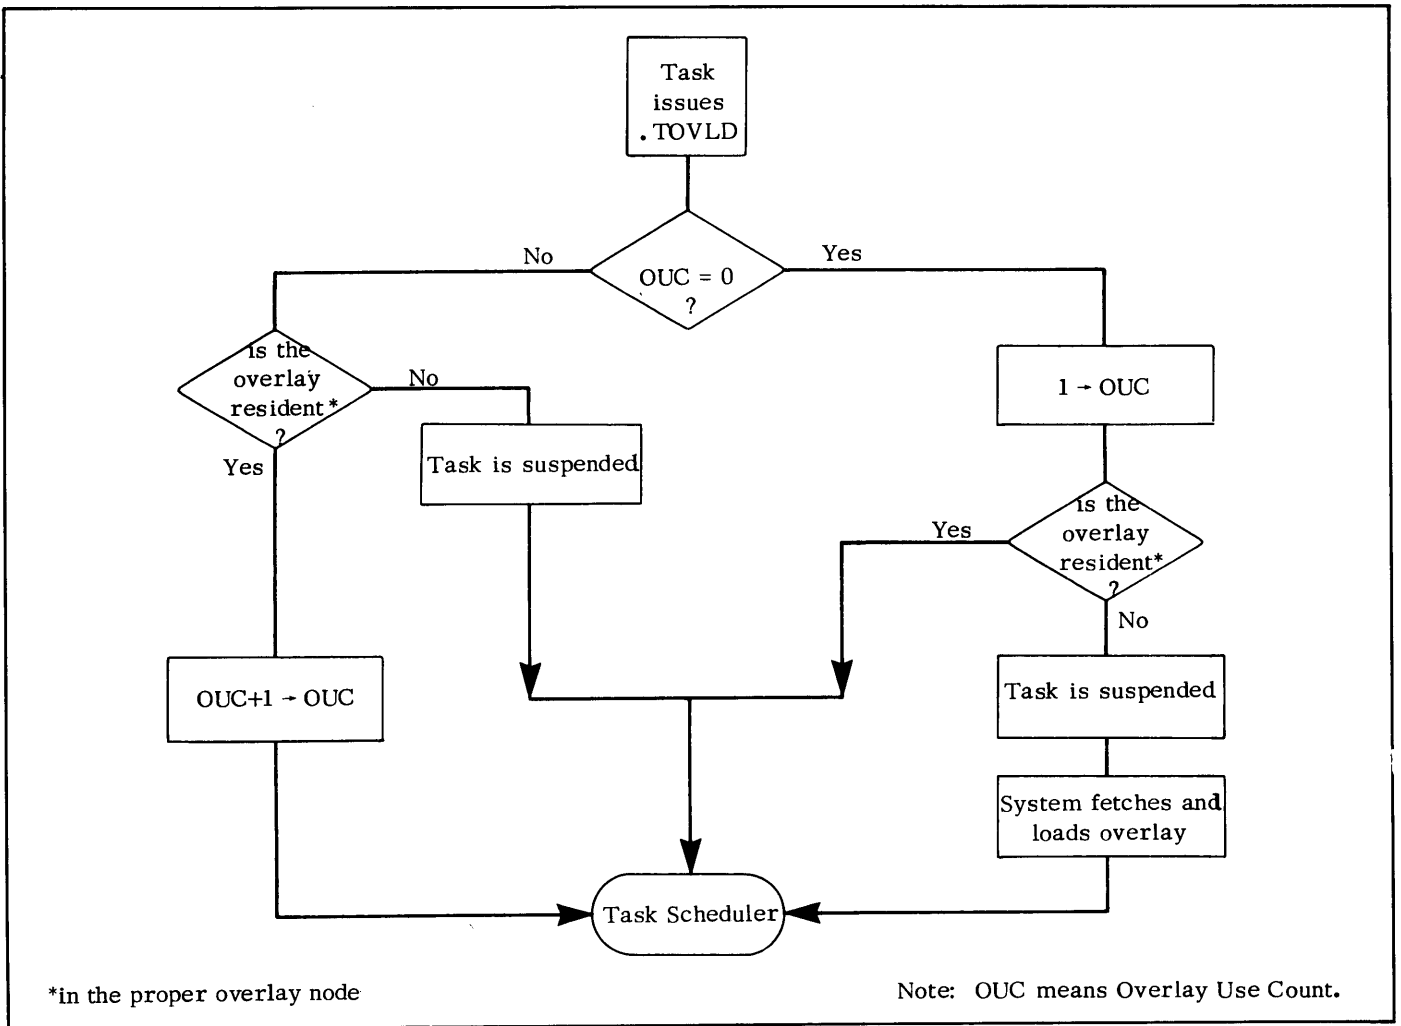 Task
issues
.TOVLD
No
Yes
OUC = 0
?
is the
overlay
resident*
?
No
Yes
Task is suspended
1 → OUC
is the
overlay
resident*
?
Yes
No
OUC+1 → OUC
Task is suspended
System fetches and
loads overlay
Task Scheduler
*in the proper overlay node
Note: OUC means Overlay Use Count.